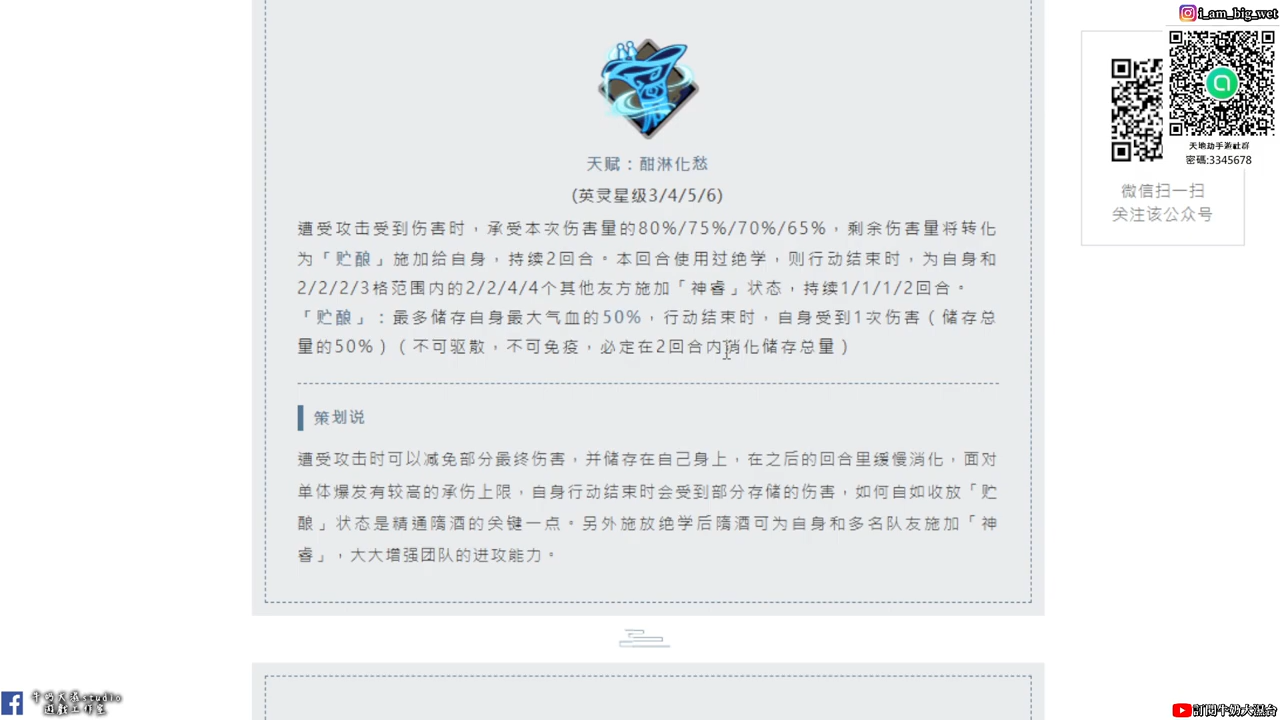 i_am_big_wet
天地劫手游社群
密碼:3345678
微信扫一扫
关注该公众号
天赋：酣淋化愁
(英灵星级3/4/5/6)
遭受攻击受到伤害时，承受本次伤害量的80%/75%/70%/65%，剩余伤害量将转化
为「贮酿」施加给自身，持续2回合。本回合使用过绝学，则行动结束时，为自身和
2/2/2/3格范围内的2/2/4/4个其他友方施加「神睿」状态，持续1/1/1/2回合。
「贮酿」：最多储存自身最大气血的50%，行动结束时，自身受到1次伤害（储存总
量的50%）（不可驱散，不可免疫，必定在2回合内消化储存总量）
策划说
遭受攻击时可以减免部分最终伤害，并储存在自己身上，在之后的回合里缓慢消化，面对
单体爆发有较高的承伤上限，自身行动结束时会受到部分存储的伤害，如何自如收放「贮
酿」状态是精通隋酒的关键一点。另外施放绝学后隋酒可为自身和多名队友施加「神
睿」，大大增强团队的进攻能力。
牛奶大叔studio
遊戲工作室
訂閱牛奶大混台